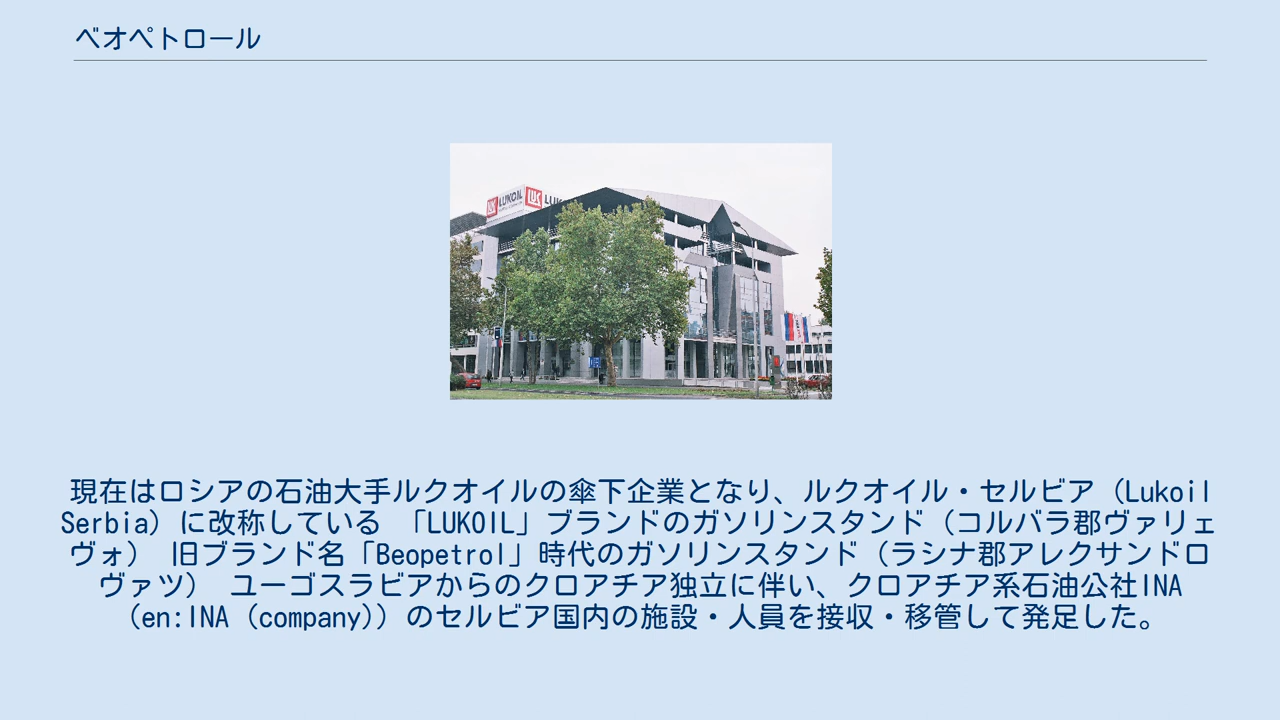 ベオペトロール
LUKOIL
LUK
現在はロシアの石油大手ルクオイルの傘下企業となり、ルクオイル・セルビア（Lukoil
Serbia）に改称している 「LUKOIL」ブランドのガソリンスタンド（コルバラ郡ヴァリェ
ヴォ） 旧ブランド名「Beopetrol」時代のガソリンスタンド（ラシナ郡アレクサンドロ
ヴァツ） ユーゴスラビアからのクロアチア独立に伴い、クロアチア系石油公社INA
（en:INA (company)）のセルビア国内の施設・人員を接収・移管して発足した。